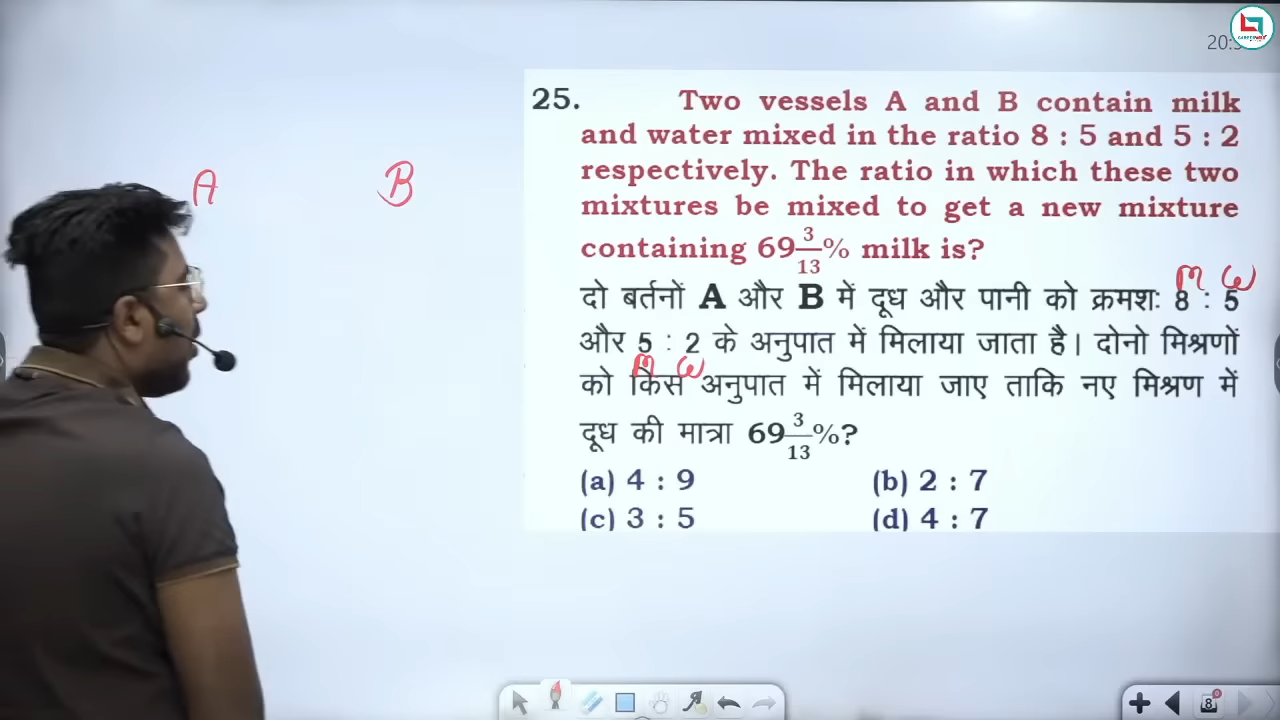 20:
25. Two vessels A and B contain milk
and water mixed in the ratio 8 : 5 and 5 : 2
respectively. The ratio in which these two
mixtures be mixed to get a new mixture
containing 69 3/13% milk is?
A B
M W
दो बर्तनों A और B में दूध और पानी को क्रमशः 8 : 5
और 5 : 2 के अनुपात में मिलाया जाता है। दोनो मिश्रणों
M W
को किस अनुपात में मिलाया जाए ताकि नए मिश्रण में
दूध की मात्रा 69 3/13%?
(a) 4 : 9 (b) 2 : 7
(c) 3 : 5 (d) 4 : 7
8